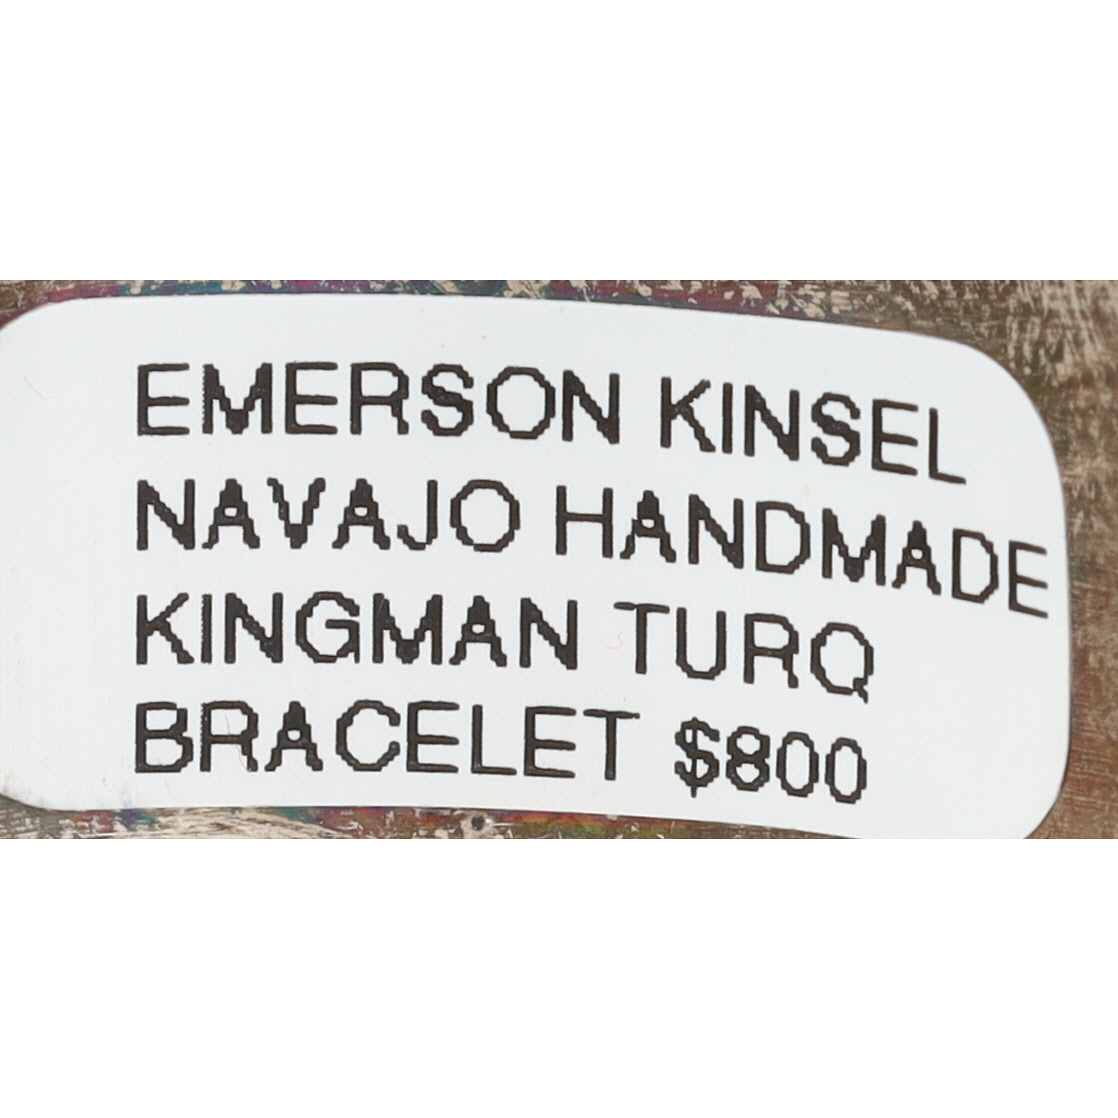 EMERSON KINSEL
NAVAJO HANDMADE
KINGMAN TURQ
BRACELET $800